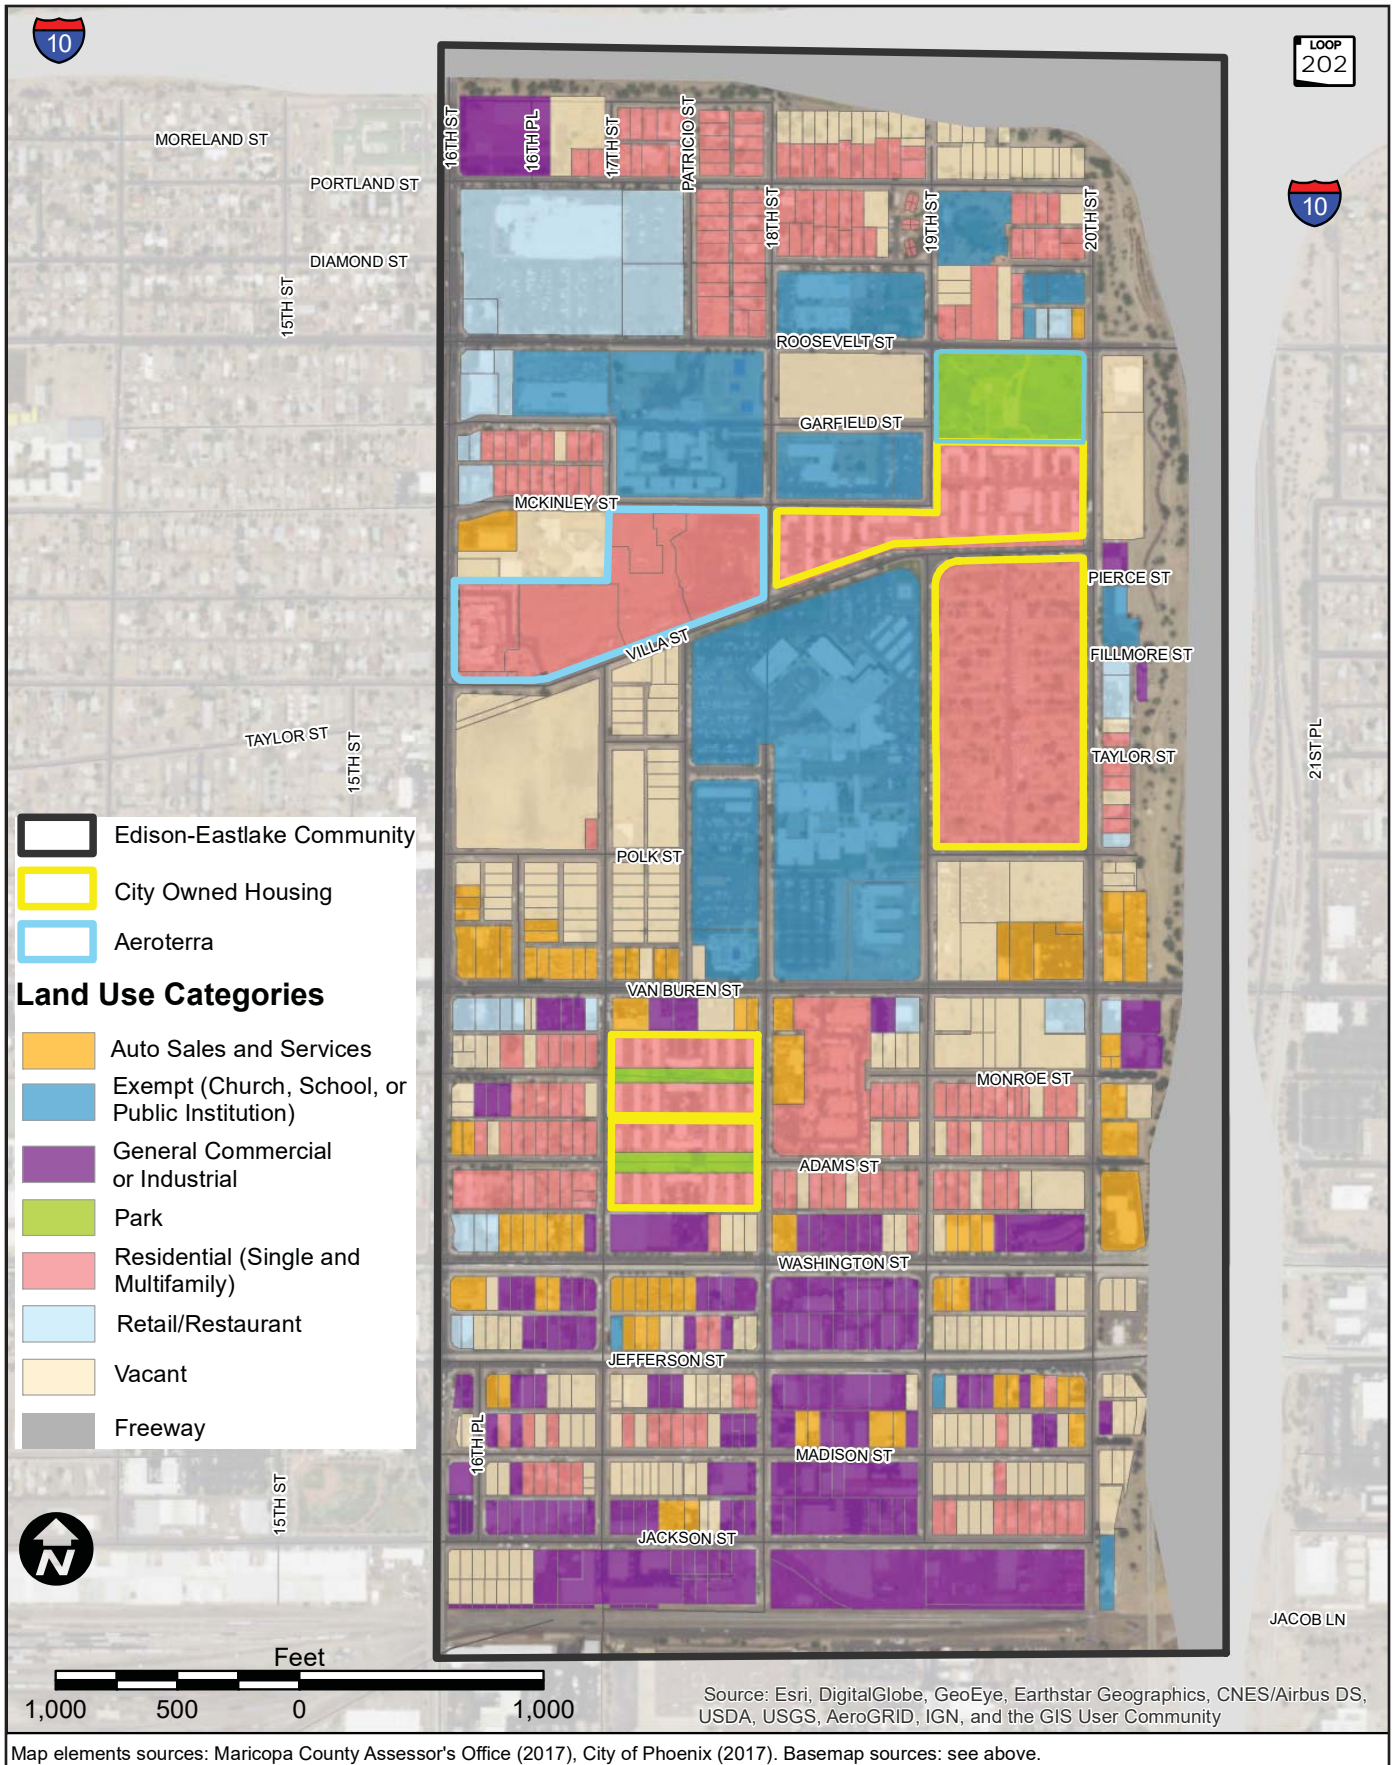 10
LOOP
202
10
MORELAND ST
PORTLAND ST
DIAMOND ST
15TH ST
16TH ST
16TH PL
17TH ST
PATRICIO ST
18TH ST
19TH ST
20TH ST
ROOSEVELT ST
GARFIELD ST
MCKINLEY ST
PIERCE ST
VILLA ST
FILLMORE ST
TAYLOR ST
15TH ST
TAYLOR ST
21ST PL
POLK ST
VAN BUREN ST
MONROE ST
ADAMS ST
WASHINGTON ST
JEFFERSON ST
16TH PL
MADISON ST
15TH ST
JACKSON ST
JACOB LN
Edison-Eastlake Community
City Owned Housing
Aeroterra
Land Use Categories
Auto Sales and Services
Exempt (Church, School, or
Public Institution)
General Commercial
or Industrial
Park
Residential (Single and
Multifamily)
Retail/Restaurant
Vacant
Freeway
N
Feet
1,000 500 0 1,000
Source: Esri, DigitalGlobe, GeoEye, Earthstar Geographics, CNES/Airbus DS,
USDA, USGS, AeroGRID, IGN, and the GIS User Community
Map elements sources: Maricopa County Assessor's Office (2017), City of Phoenix (2017). Basemap sources: see above.